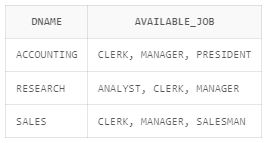 DNAME AVAILABLE_JOB
ACCOUNTING CLERK, MANAGER, PRESIDENT
RESEARCH ANALYST, CLERK, MANAGER
SALES CLERK, MANAGER, SALESMAN